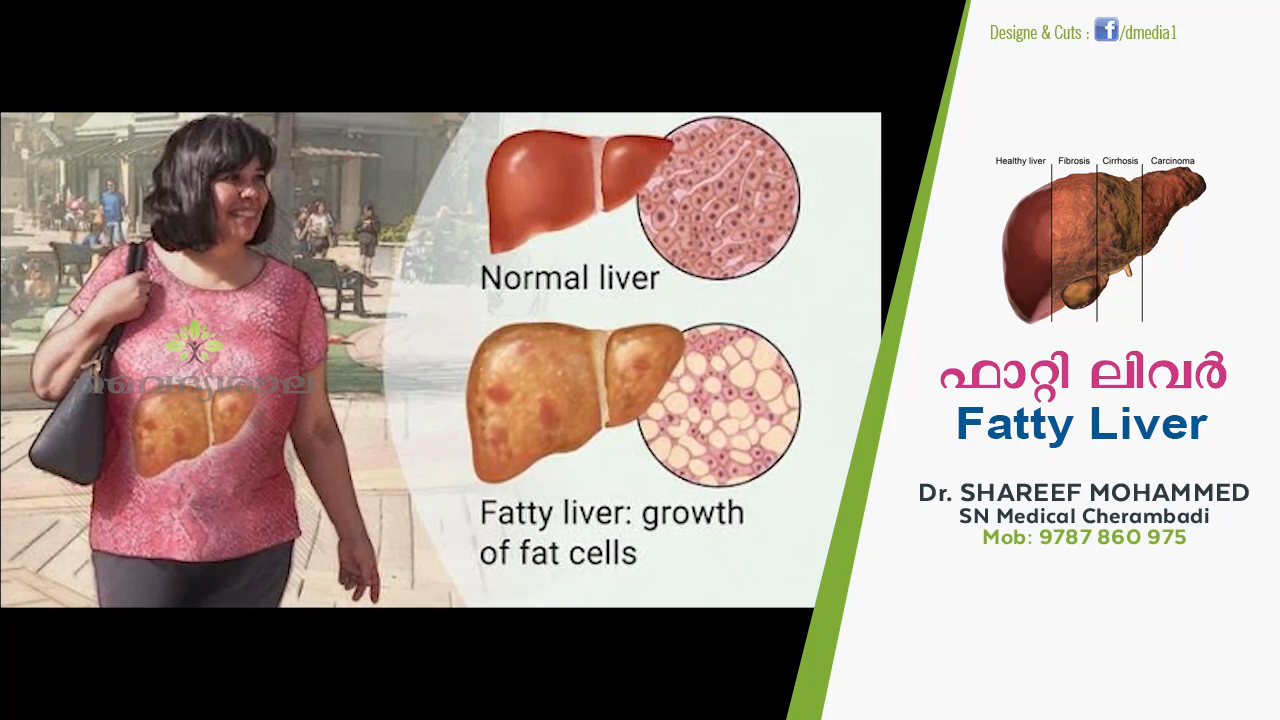 Designe & Cuts : /dmedia1
Healthy liver Fibrosis Cirrhosis Carcinoma
Normal liver
Fatty liver: growth
of fat cells
വൈദ്യശാല
ഫാറ്റി ലിവർ
Fatty Liver
Dr. SHAREEF MOHAMMED
SN Medical Cherambadi
Mob: 9787 860 975